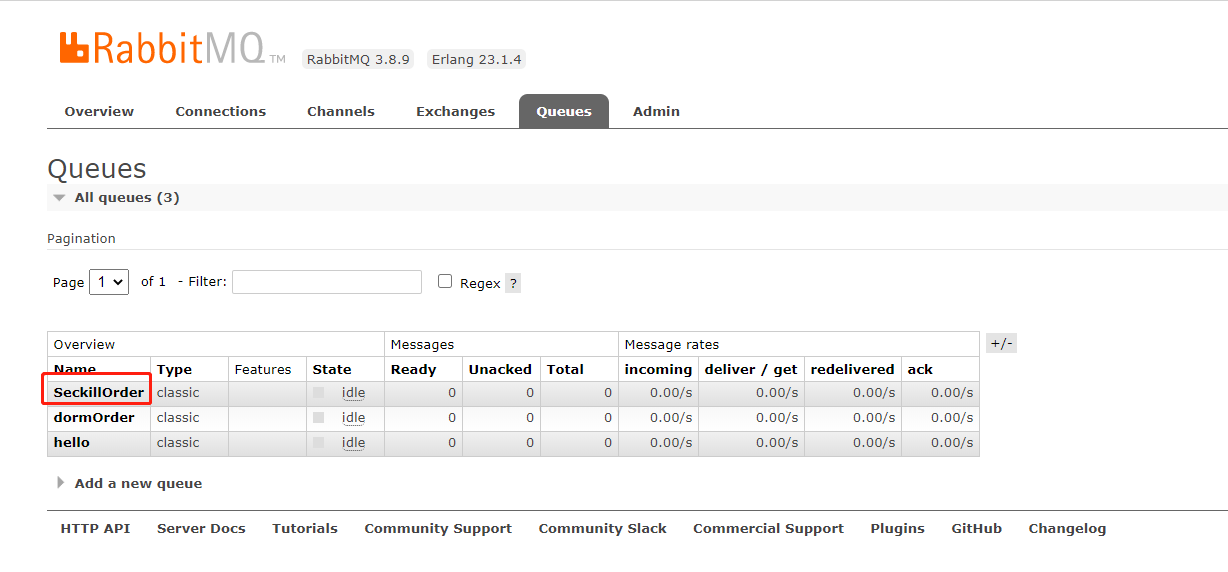 RabbitMQ TM RabbitMQ 3.8.9 Erlang 23.1.4
Overview Connections Channels Exchanges Queues Admin
Queues
All queues (3)
Pagination
Page 1 of 1 - Filter: Regex ?
Overview Messages Message rates +/-
Name Type Features State Ready Unacked Total incoming deliver / get redelivered ack
SeckillOrder classic idle 0 0 0 0.00/s 0.00/s 0.00/s 0.00/s
dormOrder classic idle 0 0 0 0.00/s 0.00/s 0.00/s 0.00/s
hello classic idle 0 0 0 0.00/s 0.00/s 0.00/s 0.00/s
Add a new queue
HTTP API Server Docs Tutorials Community Support Community Slack Commercial Support Plugins GitHub Changelog